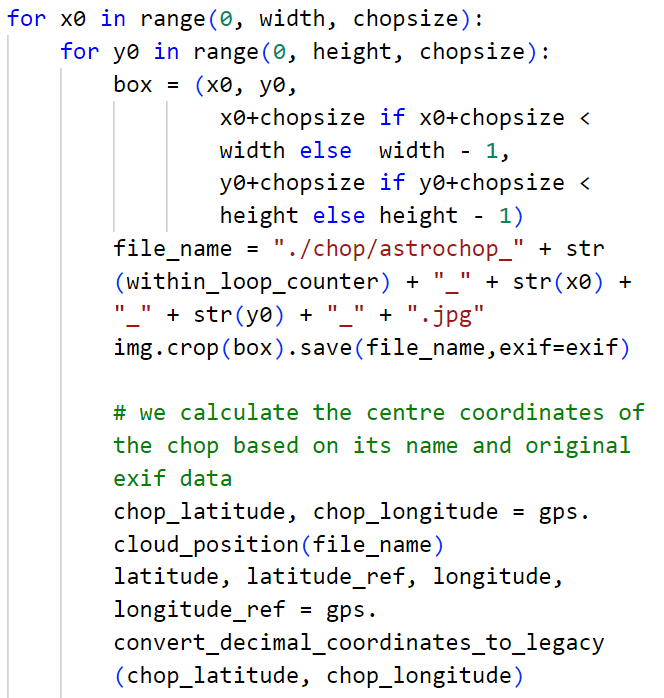 for x0 in range(0, width, chopsize):
    for y0 in range(0, height, chopsize):
        box = (x0, y0,
                x0+chopsize if x0+chopsize <
                width else  width - 1,
                y0+chopsize if y0+chopsize <
                height else height - 1)
        file_name = "./chop/astrochop_" + str
        (within_loop_counter) + "_" + str(x0) +
        "_" + str(y0) + "_" + ".jpg"
        img.crop(box).save(file_name,exif=exif)

        # we calculate the centre coordinates of
        the chop based on its name and original
        exif data
        chop_latitude, chop_longitude = gps.
        cloud_position(file_name)
        latitude, latitude_ref, longitude,
        longitude_ref = gps.
        convert_decimal_coordinates_to_legacy
        (chop_latitude, chop_longitude)